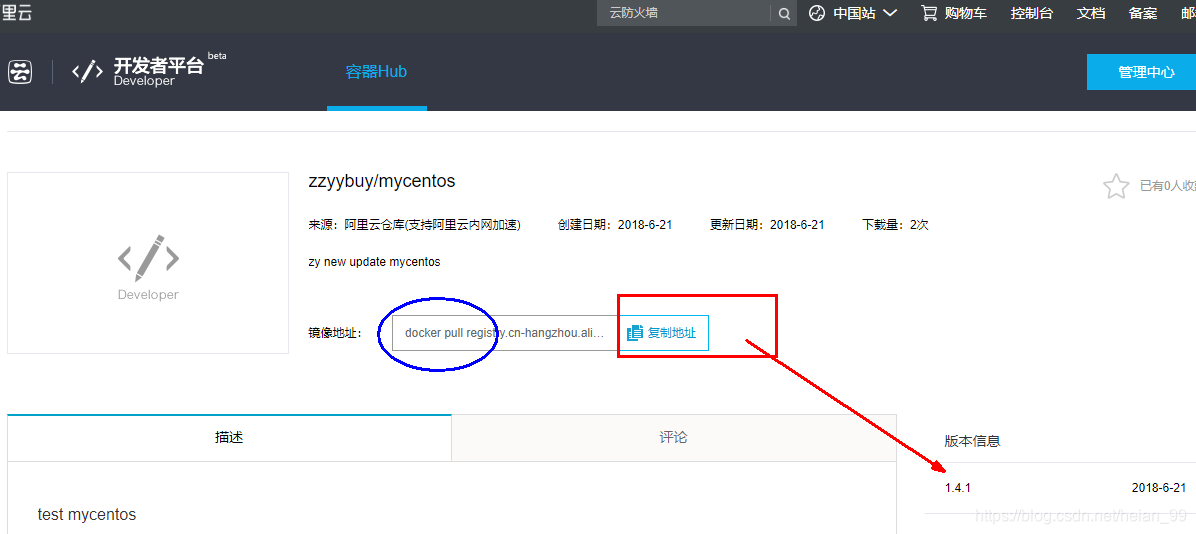 里云
云防火墙
中国站
购物车
控制台
文档
备案
邮
开发者平台 beta
Developer
容器Hub
管理中心
zzyybuy/mycentos
已有0人收
来源：阿里云仓库(支持阿里云内网加速)
创建日期：2018-6-21
更新日期：2018-6-21
下载量：2次
zy new update mycentos
Developer
镜像地址：
docker pull registry.cn-hangzhou.ali...
复制地址
描述
评论
版本信息
1.4.1
2018-6-21
test mycentos
https://blog.csdn.net/heian_99